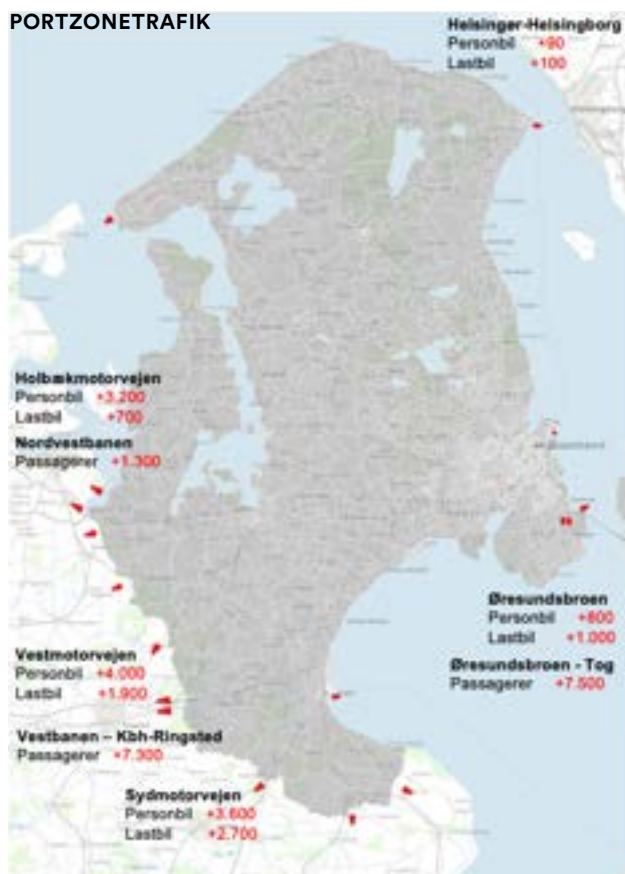 PORTZONETRAFIK
Helsingør-Helsingborg
Personbil +90
Lastbil +100
Holbækmotorvejen
Personbil +3.200
Lastbil +700
Nordvestbanen
Passagerer +1.300
Øresundsbroen
Personbil +800
Lastbil +1.000
Øresundsbroen - Tog
Passagerer +7.500
Vestmotorvejen
Personbil +4.000
Lastbil +1.900
Vestbanen – Kbh-Ringsted
Passagerer +7.300
Sydmotorvejen
Personbil +3.600
Lastbil +2.700